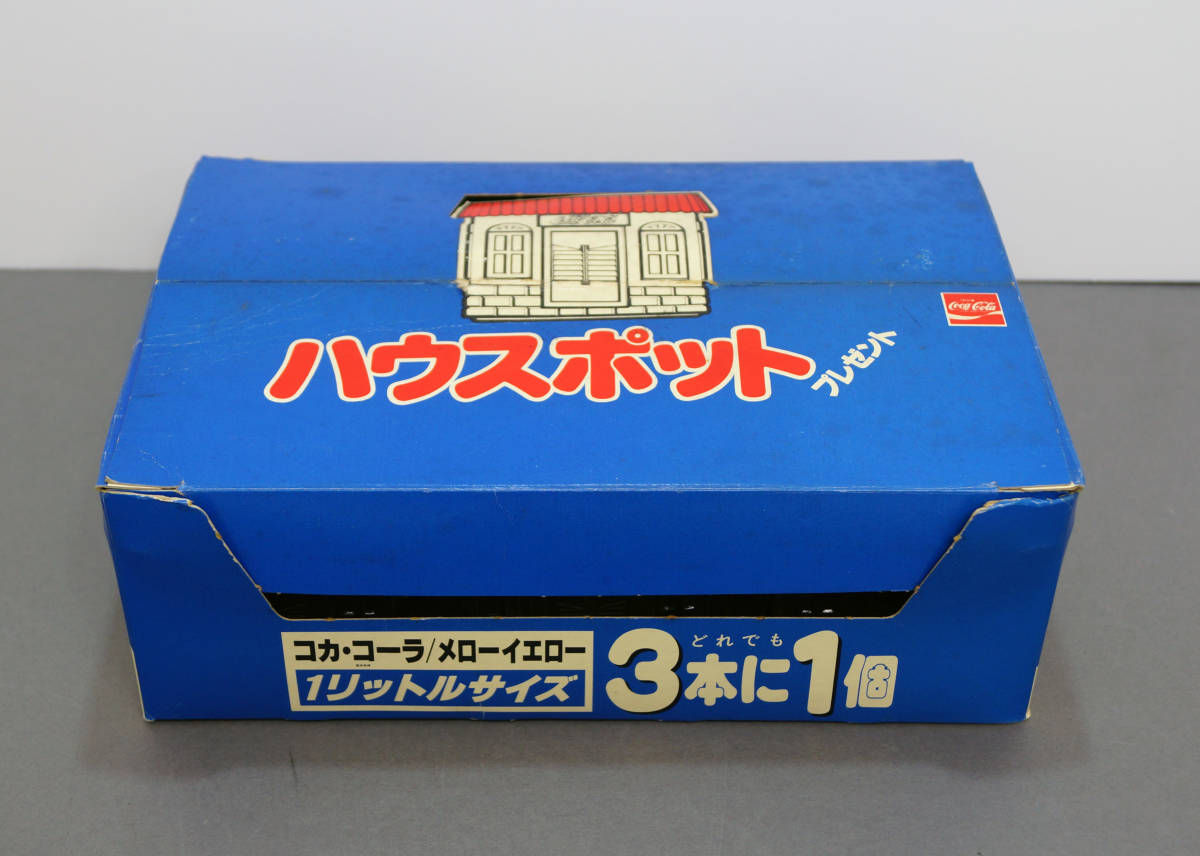 ハウスポット
プレゼント
Coca-Cola
コカ・コーラ/メローイエロー
1リットルサイズ
どれでも
3本に1個